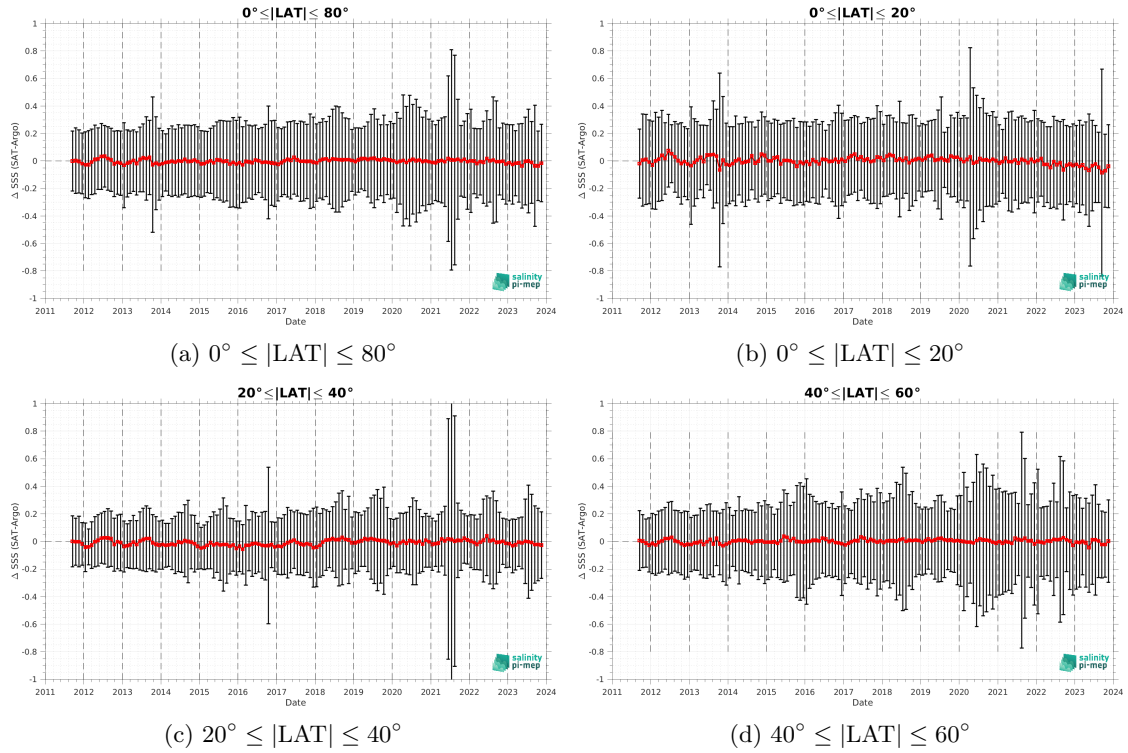 0°≤|LAT|≤ 80°
1
0.8
0.6
0.4
0.2
0
-0.2
-0.4
-0.6
-0.8
-1
Δ SSS (SAT-Argo)
2011 2012 2013 2014 2015 2016 2017 2018 2019 2020 2021 2022 2023 2024
Date
salinity
pi-mep
(a) 0° ≤ |LAT| ≤ 80°
0°≤|LAT|≤ 20°
1
0.8
0.6
0.4
0.2
0
-0.2
-0.4
-0.6
-0.8
-1
Δ SSS (SAT-Argo)
2011 2012 2013 2014 2015 2016 2017 2018 2019 2020 2021 2022 2023 2024
Date
salinity
pi-mep
(b) 0° ≤ |LAT| ≤ 20°
20°≤|LAT|≤ 40°
1
0.8
0.6
0.4
0.2
0
-0.2
-0.4
-0.6
-0.8
-1
Δ SSS (SAT-Argo)
2011 2012 2013 2014 2015 2016 2017 2018 2019 2020 2021 2022 2023 2024
Date
salinity
pi-mep
(c) 20° ≤ |LAT| ≤ 40°
40°≤|LAT|≤ 60°
1
0.8
0.6
0.4
0.2
0
-0.2
-0.4
-0.6
-0.8
-1
Δ SSS (SAT-Argo)
2011 2012 2013 2014 2015 2016 2017 2018 2019 2020 2021 2022 2023 2024
Date
salinity
pi-mep
(d) 40° ≤ |LAT| ≤ 60°